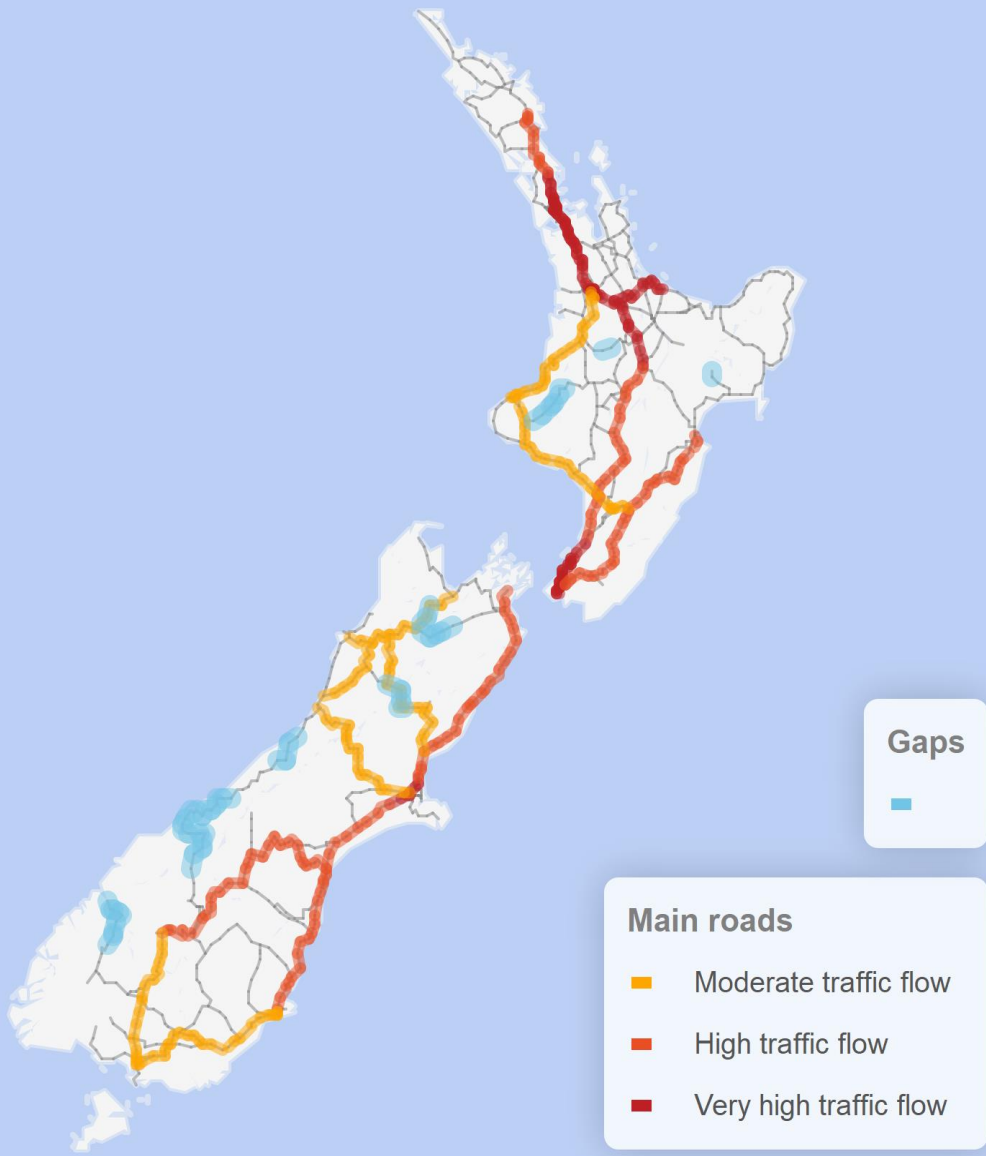 Gaps
Main roads
Moderate traffic flow
High traffic flow
Very high traffic flow